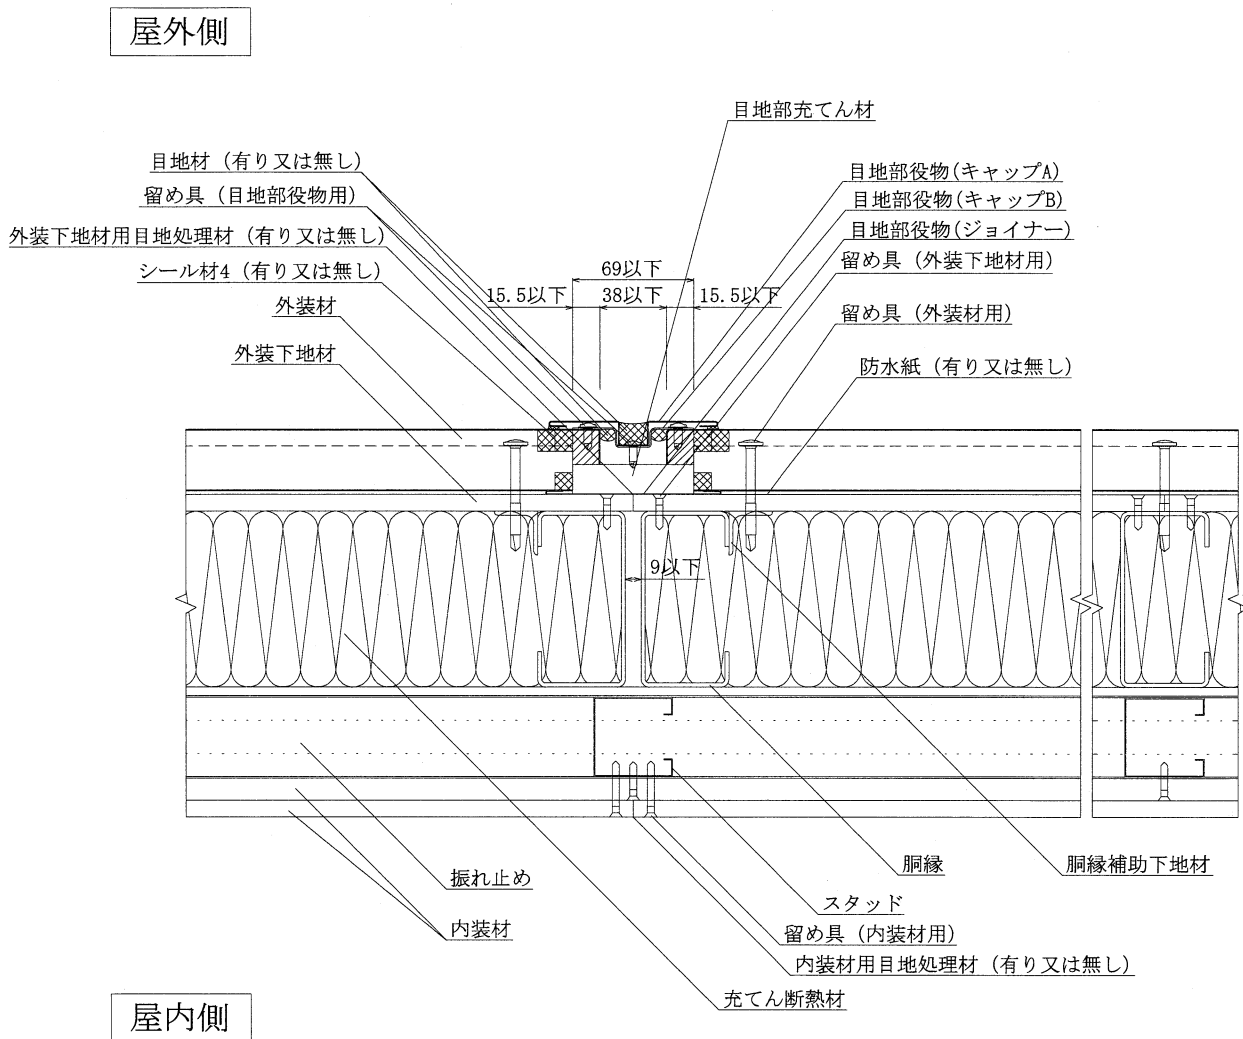 屋外側
目地部充てん材
目地材（有り又は無し）
留め具（目地部役物用）
外装下地材用目地処理材（有り又は無し）
シール材4（有り又は無し）
外装材
外装下地材
目地部役物(キャップA)
目地部役物(キャップB)
目地部役物(ジョイナー)
留め具（外装下地材用）
留め具（外装材用）
防水紙（有り又は無し）
69以下
15.5以下
38以下
15.5以下
9以下
胴縁
胴縁補助下地材
振れ止め
スタッド
内装材
留め具（内装材用）
内装材用目地処理材（有り又は無し）
充てん断熱材
屋内側